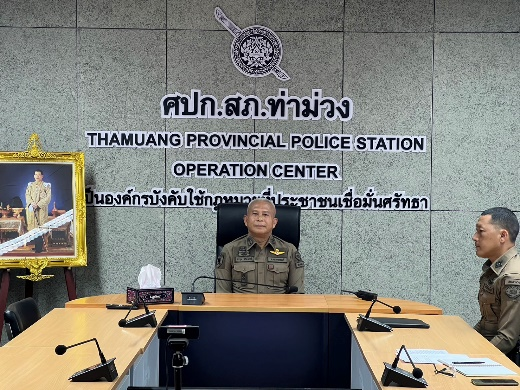 ศปก.สภ.ท่าม่วง
THAMUANG PROVINCIAL POLICE STATION
OPERATION CENTER
เป็นองค์กรบังคับใช้กฎหมายที่ประชาชนเชื่อมั่นศรัทธา